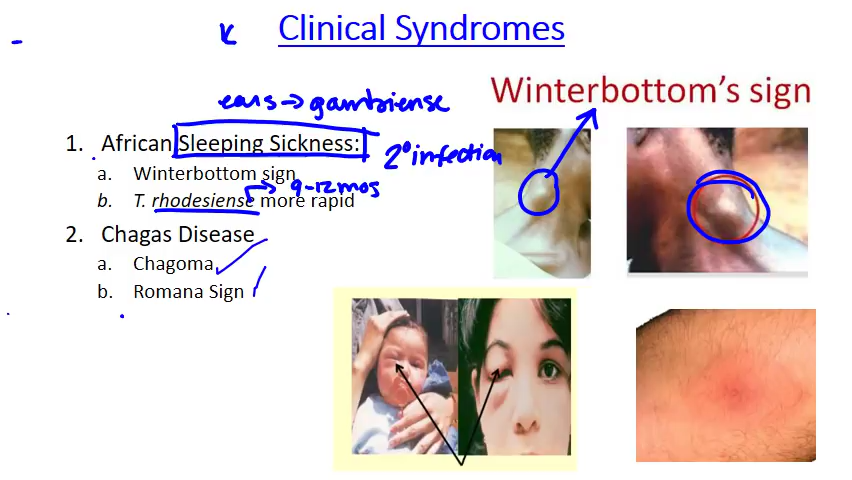 Clinical Syndromes
Winterbottom's sign
→ gambiense
1. African Sleeping Sickness:
2° infection
a. Winterbottom sign
9-12 mos
b. T. rhodesiense more rapid
2. Chagas Disease
a. Chagoma
b. Romana Sign